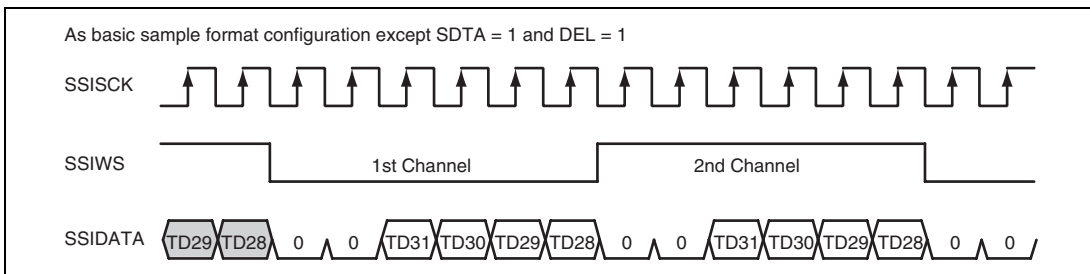 As basic sample format configuration except SDTA = 1 and DEL = 1
SSISCK
SSIWS 1st Channel 2nd Channel
SSIDATA TD29 TD28 0 0 TD31 TD30 TD29 TD28 0 0 TD31 TD30 TD29 TD28 0 0